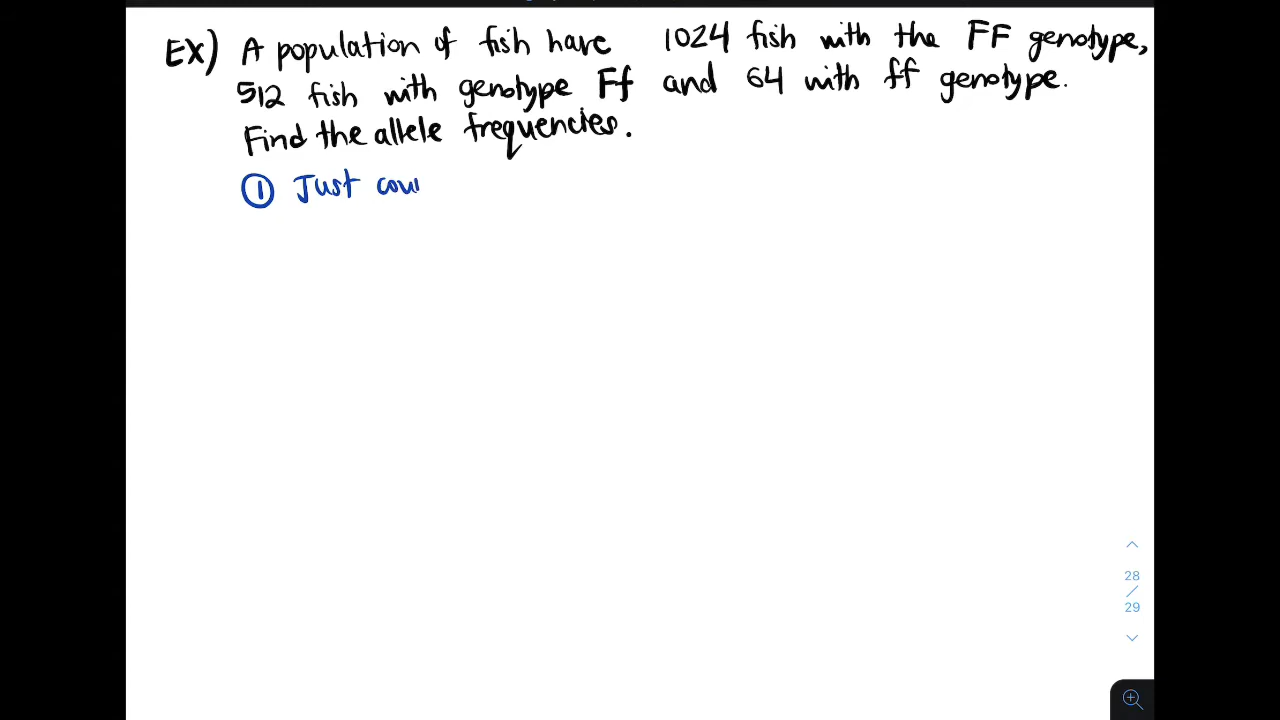 EX) A population of fish have 1024 fish with the FF genotype,
512 fish with genotype Ff and 64 with ff genotype.
Find the allele frequencies.
① Just cou
28
/
29